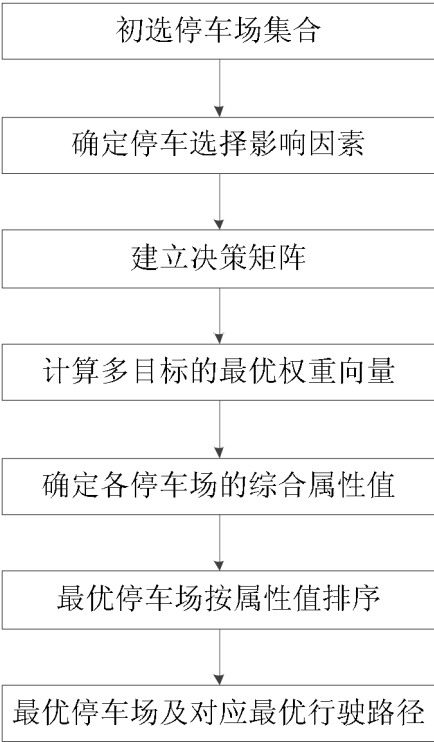 初选停车场集合
确定停车选择影响因素
建立决策矩阵
计算多目标的最优权重向量
确定各停车场的综合属性值
最优停车场按属性值排序
最优停车场及对应最优行驶路径